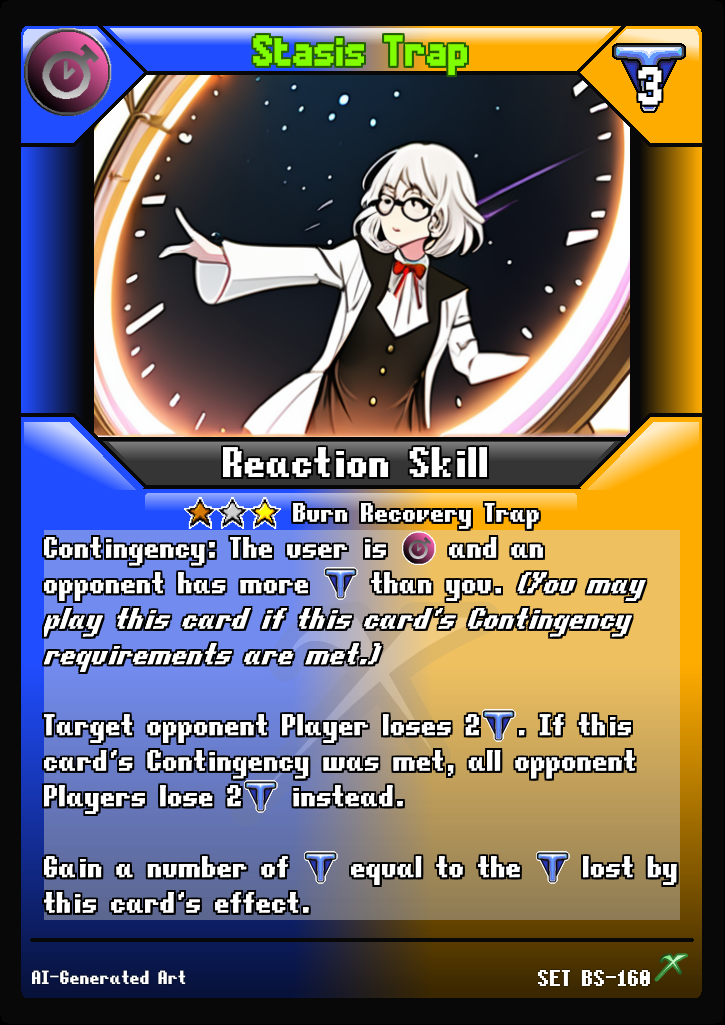 Stasis Trap
3
Reaction Skill
Burn Recovery Trap
Contingency: The user is and an
opponent has more T than you. (You may
play this card if this card's Contingency
requirements are met.)
Target opponent Player loses 2T. If this
card's Contingency was met, all opponent
Players lose 2T instead.
Gain a number of T equal to the T lost by
this card's effect.
AI-Generated Art
SET BS-160